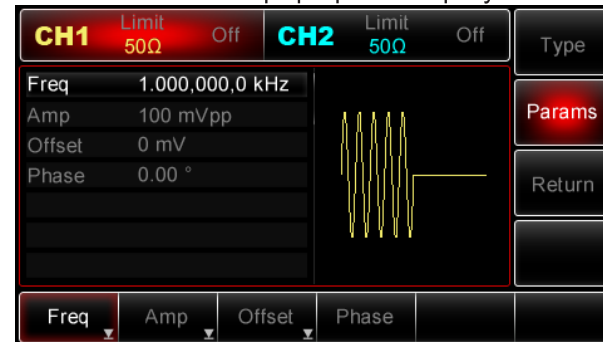 CH1 Limit 50Ω Off CH2 Limit 50Ω Off
Type
Freq 1.000,000,0 kHz
Amp 100 mVpp
Offset 0 mV
Phase 0.00 °
Params
Return
Freq Amp Offset Phase